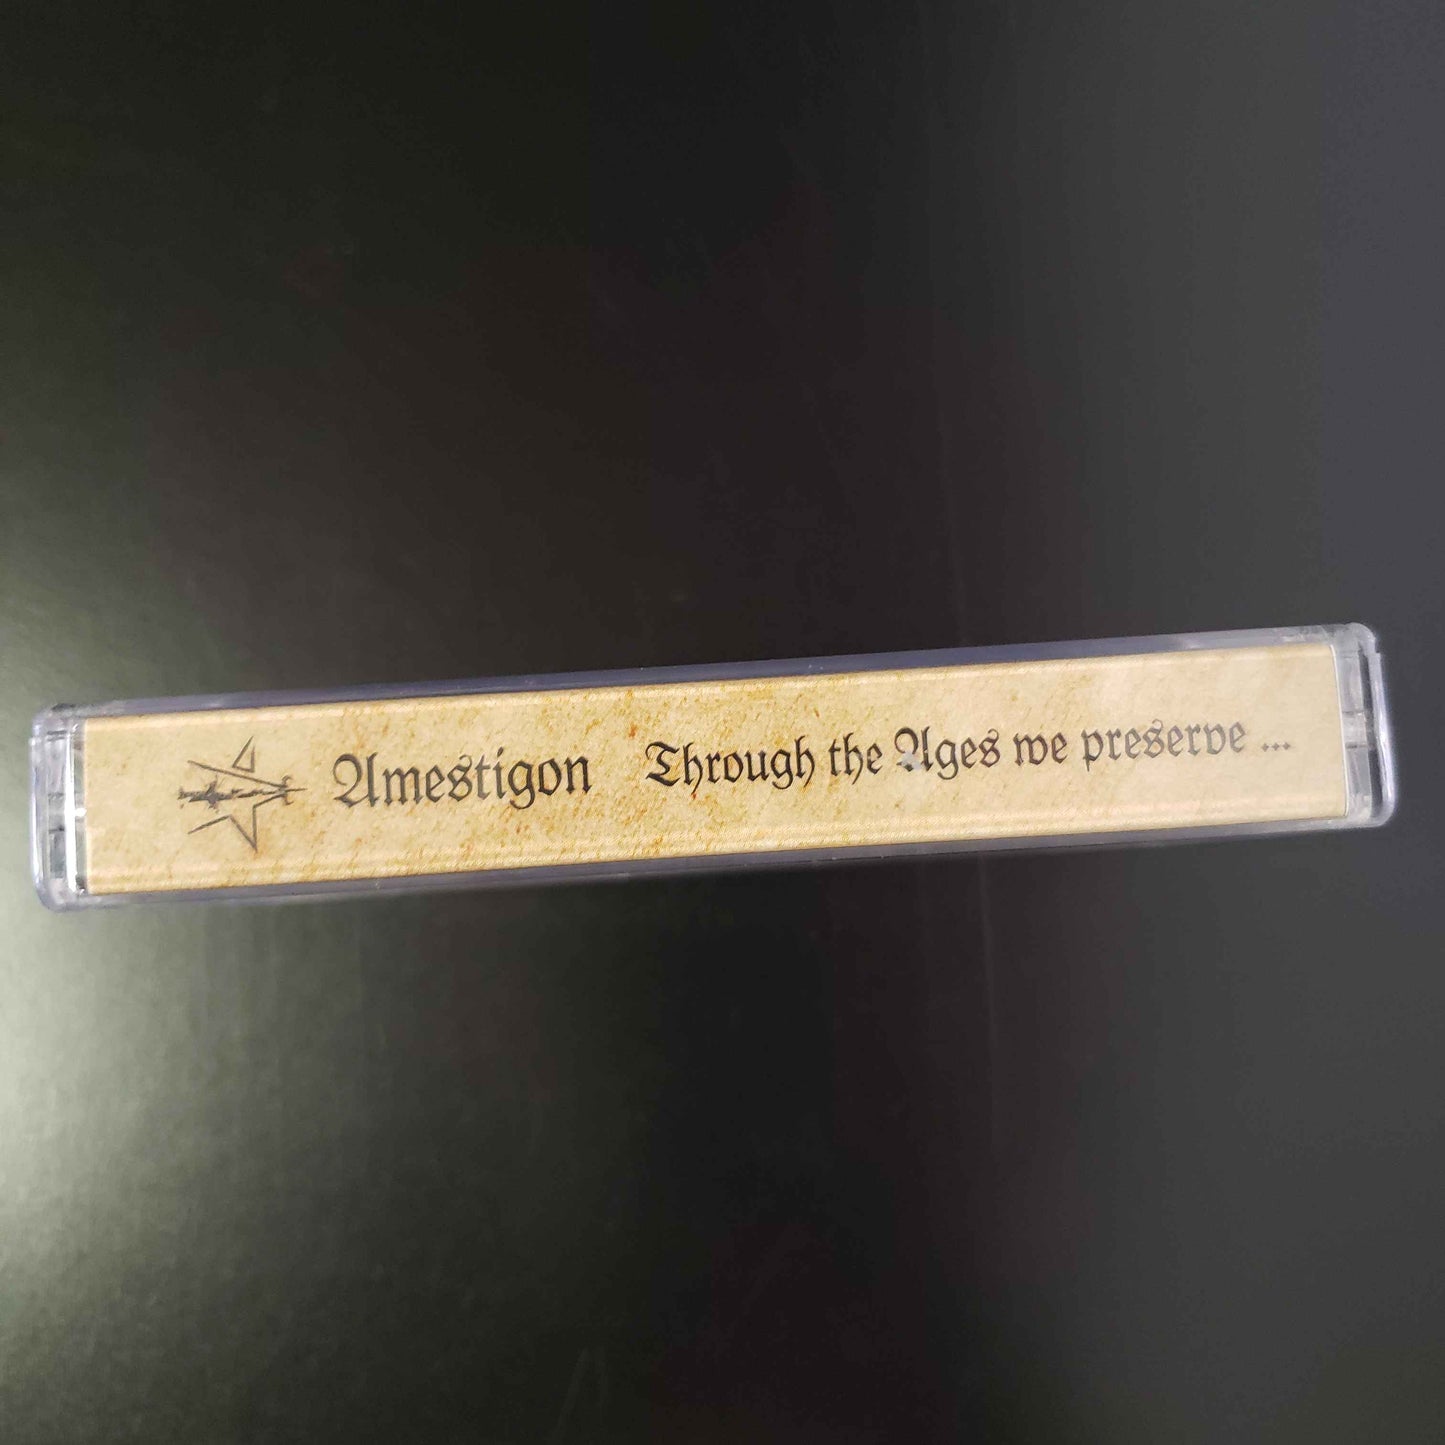 Amestigon Through the Ages we preserve ...